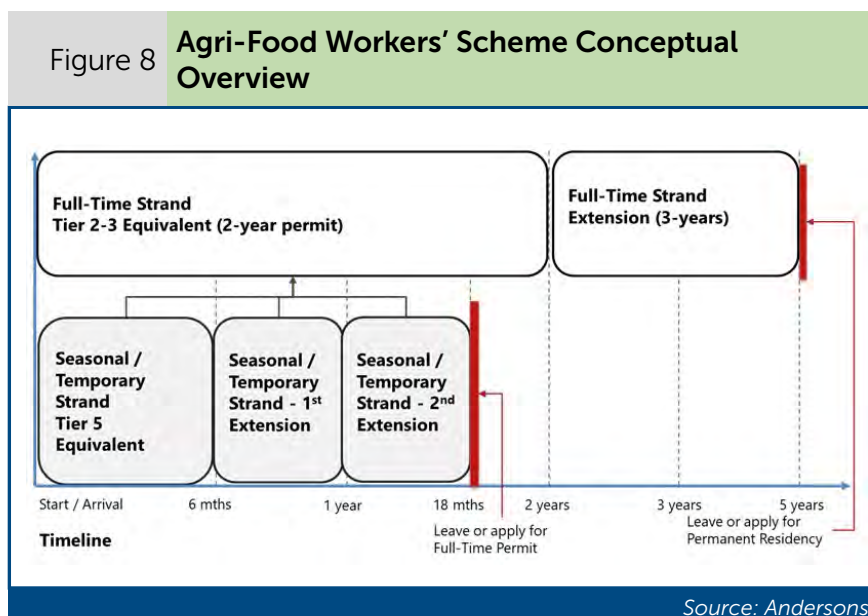 Figure 8
Agri-Food Workers’ Scheme Conceptual
Overview
Full-Time Strand
Tier 2-3 Equivalent (2-year permit)
Full-Time Strand
Extension (3-years)
Seasonal /
Temporary
Strand
Tier 5
Equivalent
Seasonal /
Temporary
Strand - 1st
Extension
Seasonal /
Temporary
Strand - 2nd
Extension
Start / Arrival
6 mths
1 year
18 mths
2 years
3 years
5 years
Timeline
Leave or apply for
Full-Time Permit
Leave or apply for
Permanent Residency
Source: Andersons